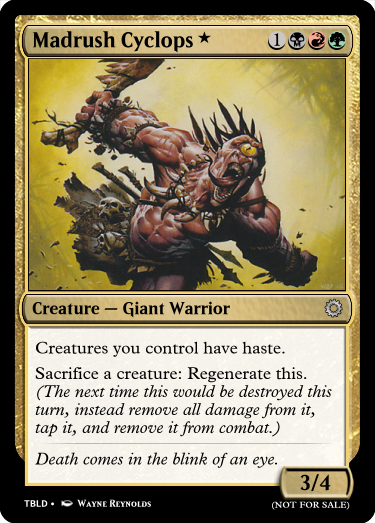 Madrush Cyclops ★ 1
Creature — Giant Warrior
Creatures you control have haste.
Sacrifice a creature: Regenerate this.
(The next time this would be destroyed this
turn, instead remove all damage from it,
tap it, and remove it from combat.)
Death comes in the blink of an eye.
3/4
TBLD • Wayne Reynolds
(NOT FOR SALE)